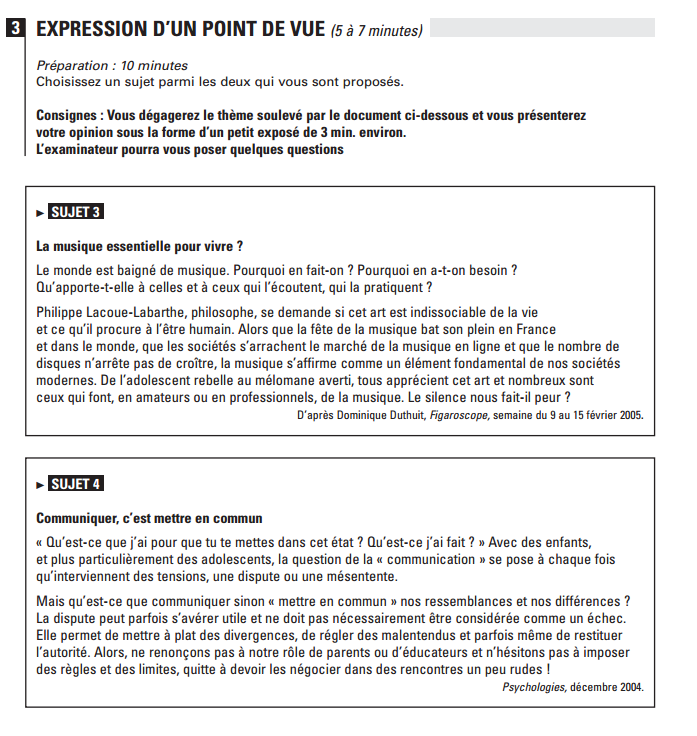 3 EXPRESSION D'UN POINT DE VUE (5 à 7 minutes)
Préparation : 10 minutes
Choisissez un sujet parmi les deux qui vous sont proposés.
Consignes : Vous dégagerez le thème soulevé par le document ci-dessous et vous présenterez
votre opinion sous la forme d'un petit exposé de 3 min. environ.
L'examinateur pourra vous poser quelques questions
► SUJET 3
La musique essentielle pour vivre ?
Le monde est baigné de musique. Pourquoi en fait-on ? Pourquoi en a-t-on besoin ?
Qu'apporte-t-elle à celles et à ceux qui l'écoutent, qui la pratiquent ?
Philippe Lacoue-Labarthe, philosophe, se demande si cet art est indissociable de la vie
et ce qu'il procure à l'être humain. Alors que la fête de la musique bat son plein en France
et dans le monde, que les sociétés s'arrachent le marché de la musique en ligne et que le nombre de
disques n'arrête pas de croître, la musique s'affirme comme un élément fondamental de nos sociétés
modernes. De l'adolescent rebelle au mélomane averti, tous apprécient cet art et nombreux sont
ceux qui font, en amateurs ou en professionnels, de la musique. Le silence nous fait-il peur ?
D'après Dominique Duthuit, Figaroscope, semaine du 9 au 15 février 2005.
► SUJET 4
Communiquer, c'est mettre en commun
« Qu'est-ce que j'ai pour que tu te mettes dans cet état ? Qu'est-ce j'ai fait ? » Avec des enfants,
et plus particulièrement des adolescents, la question de la « communication » se pose à chaque fois
qu'interviennent des tensions, une dispute ou une mésentente.
Mais qu'est-ce que communiquer sinon « mettre en commun » nos ressemblances et nos différences ?
La dispute peut parfois s'avérer utile et ne doit pas nécessairement être considérée comme un échec.
Elle permet de mettre à plat des divergences, de régler des malentendus et parfois même de restituer
l'autorité. Alors, ne renonçons pas à notre rôle de parents ou d'éducateurs et n'hésitons pas à imposer
des règles et des limites, quitte à devoir les négocier dans des rencontres un peu rudes !
Psychologies, décembre 2004.